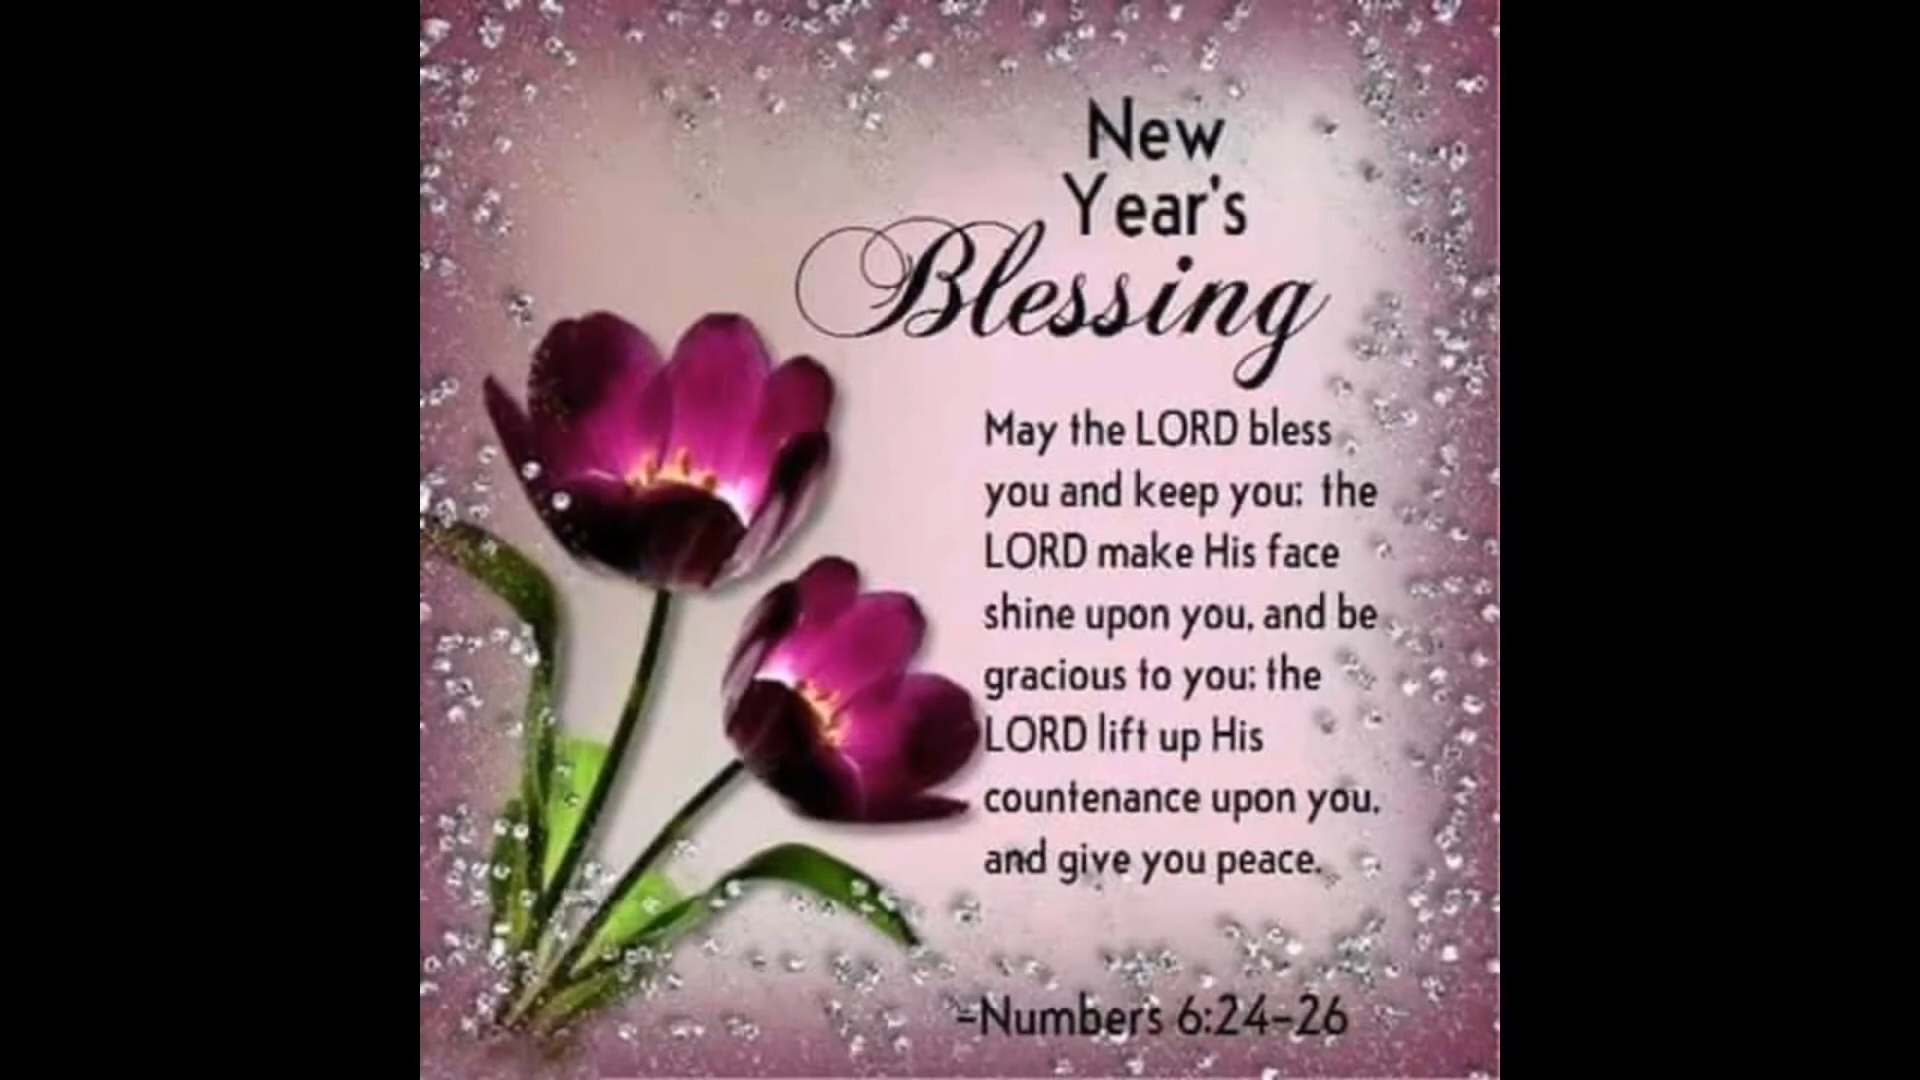 New
Year's
Blessing
May the LORD bless
you and keep you; the
LORD make His face
shine upon you, and be
gracious to you; the
LORD lift up His
countenance upon you,
and give you peace.
-Numbers 6:24-26